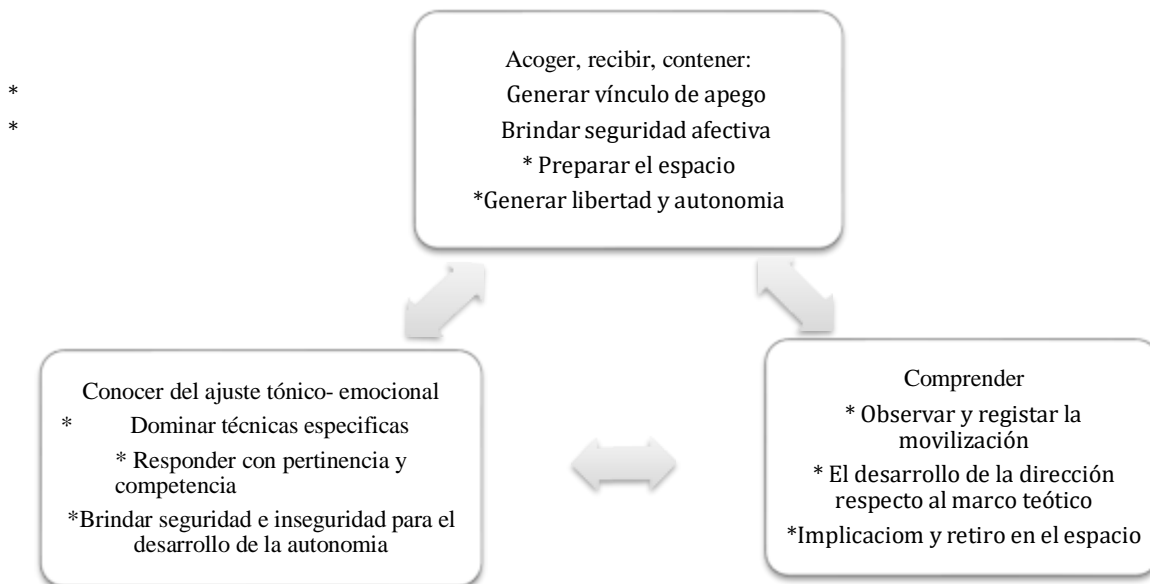 Acoger, recibir, contener:
* Generar vínculo de apego
* Brindar seguridad afectiva
* Preparar el espacio
*Generar libertad y autonomia
Conocer del ajuste tónico- emocional
* Dominar técnicas especificas
* Responder con pertinencia y
competencia
*Brindar seguridad e inseguridad para el
desarrollo de la autonomia
Comprender
* Observar y registar la
movilización
* El desarrollo de la dirección
respecto al marco teótico
*Implicaciom y retiro en el espacio